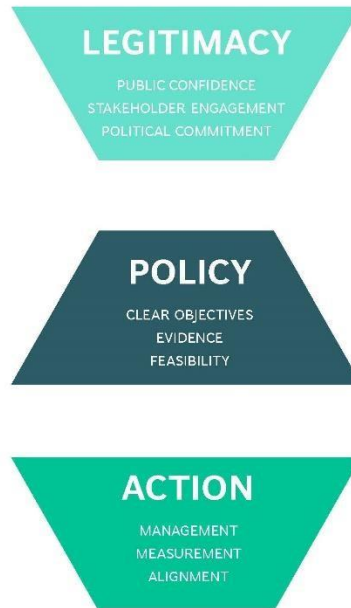 LEGITIMACY
PUBLIC CONFIDENCE
STAKEHOLDER ENGAGEMENT
POLITICAL COMMITMENT
POLICY
CLEAR OBJECTIVES
EVIDENCE
FEASIBILITY
ACTION
MANAGEMENT
MEASUREMENT
ALIGNMENT